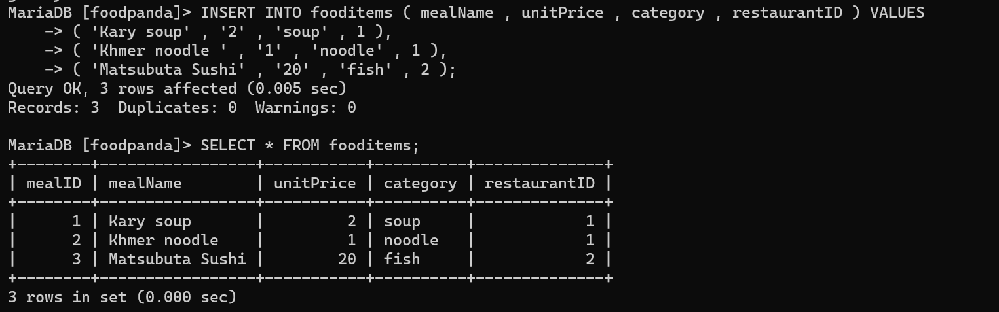 MariaDB [foodpanda]> INSERT INTO fooditems ( mealName , unitPrice , category , restaurantID ) VALUES
    -> ( 'Kary soup' , '2' , 'soup' , 1 ),
    -> ( 'Khmer noodle ' , '1' , 'noodle' , 1 ),
    -> ( 'Matsubuta Sushi' , '20' , 'fish' , 2 );
Query OK, 3 rows affected (0.005 sec)
Records: 3  Duplicates: 0  Warnings: 0

MariaDB [foodpanda]> SELECT * FROM fooditems;
+--------+-----------------+-----------+----------+--------------+
| mealID | mealName        | unitPrice | category | restaurantID |
+--------+-----------------+-----------+----------+--------------+
|      1 | Kary soup       |         2 | soup     |            1 |
|      2 | Khmer noodle    |         1 | noodle   |            1 |
|      3 | Matsubuta Sushi |        20 | fish     |            2 |
+--------+-----------------+-----------+----------+--------------+
3 rows in set (0.000 sec)